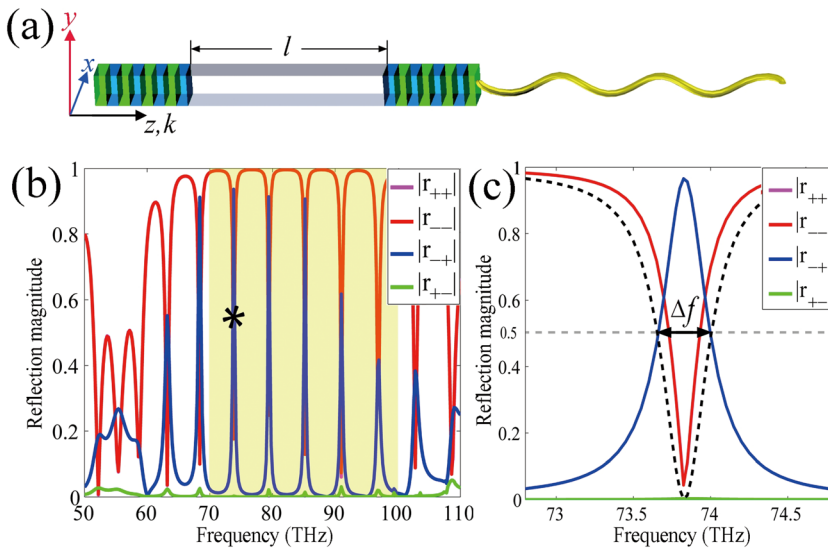 (a)
y
x
z,k
l
(b)
Reflection magnitude
1
0.8
0.6
0.4
0.2
0
50 60 70 80 90 100 110
Frequency (THz)
*
|r++|
|r−−|
|r−+|
|r+−|
(c)
Reflection magnitude
1
0.8
0.6
0.5
0.4
0.2
0
73 73.5 74 74.5
Frequency (THz)
Δf
|r++|
|r−−|
|r−+|
|r+−|